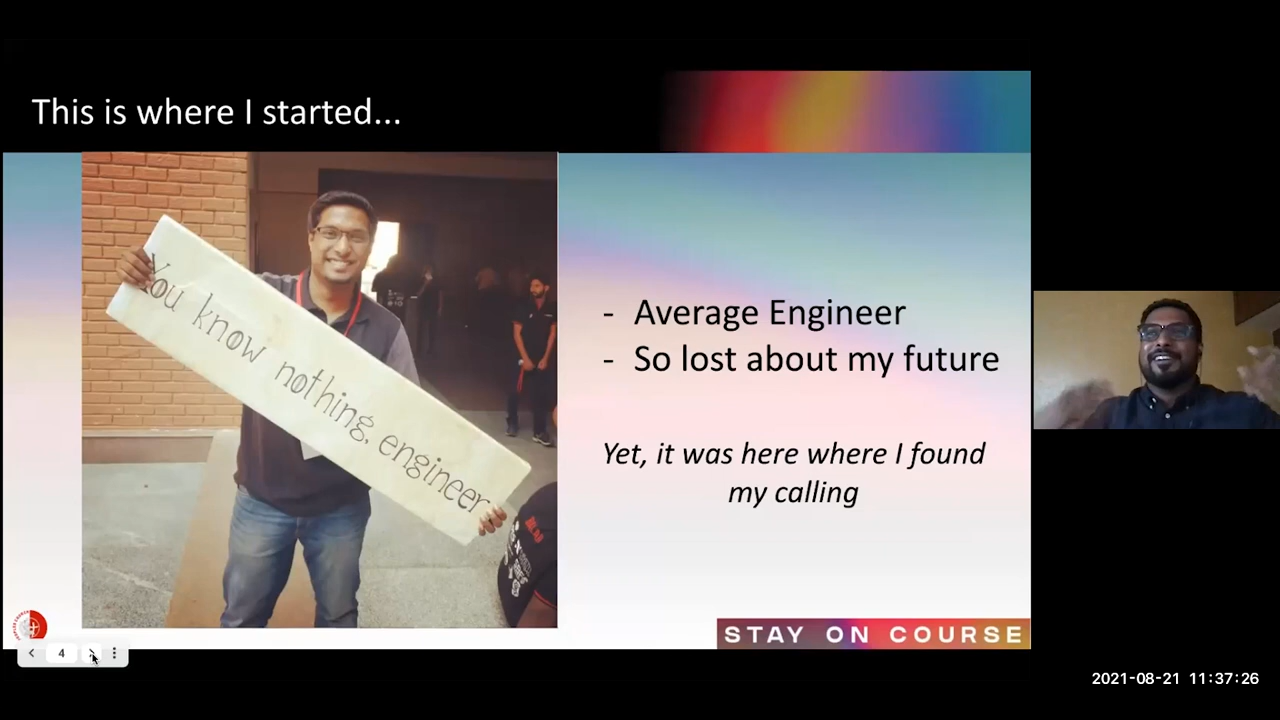 This is where I started...
You know nothing, engineer
- Average Engineer
- So lost about my future
Yet, it was here where I found
my calling
STAY ON COURSE
4
2021-08-21 11:37:26